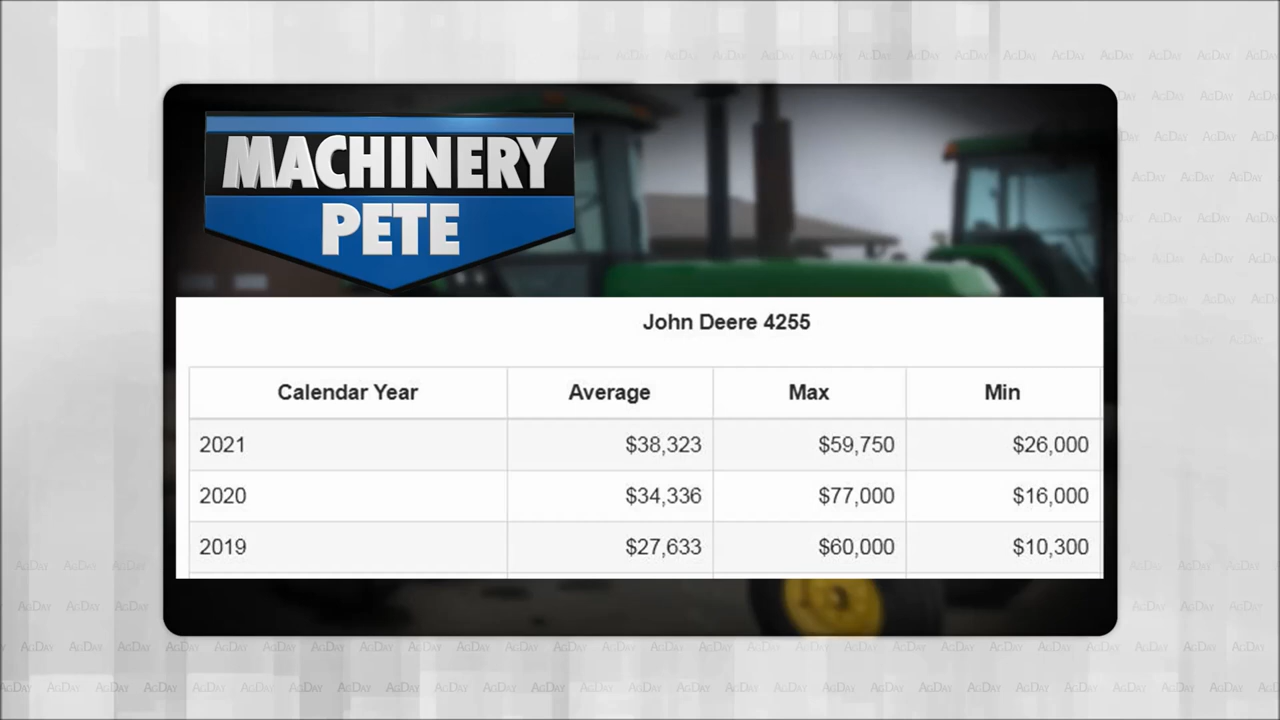 MACHINERY
PETE
John Deere 4255
Calendar Year Average Max Min
2021 $38,323 $59,750 $26,000
2020 $34,336 $77,000 $16,000
2019 $27,633 $60,000 $10,300
AgDay